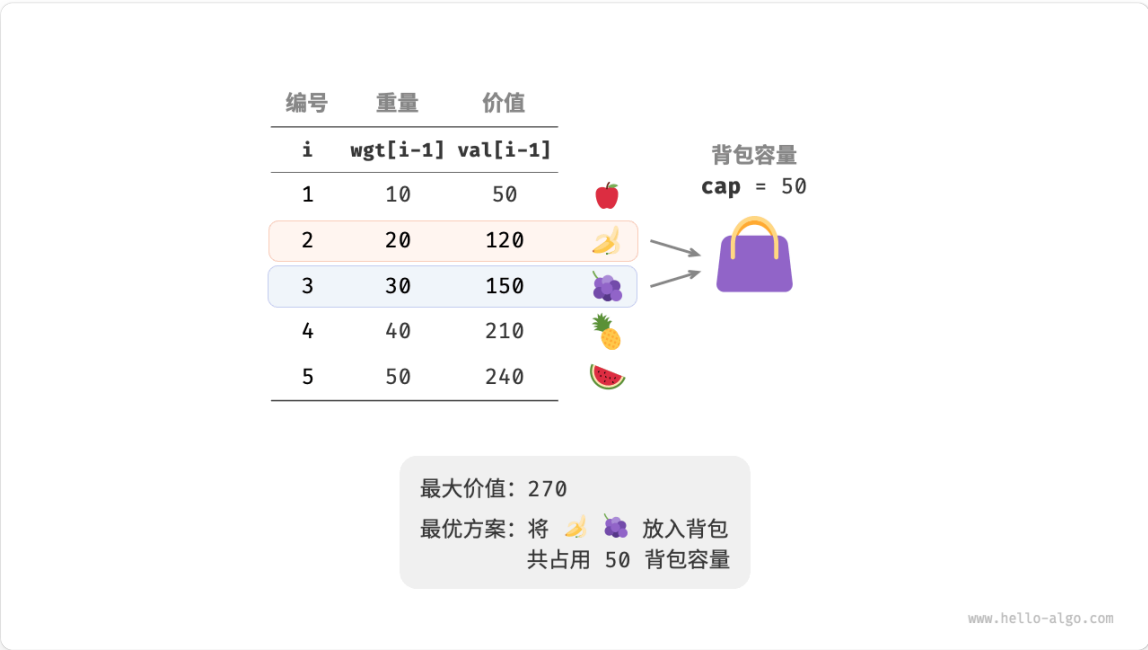 编号 重量 价值
i wgt[i-1] val[i-1]
背包容量
cap = 50
1 10 50
2 20 120
3 30 150
4 40 210
5 50 240
最大价值：270
最优方案：将 放入背包
共占用 50 背包容量
www.hello-algo.com